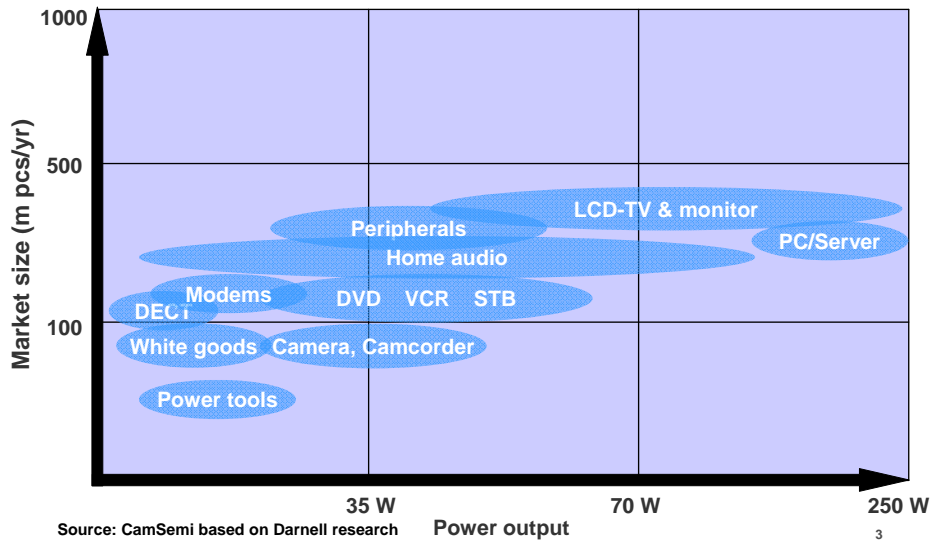 1000
500
100
Market size (m pcs/yr)
LCD-TV & monitor
Peripherals
PC/Server
Home audio
Modems
DVD VCR STB
DECT
White goods
Camera, Camcorder
Power tools
35 W
70 W
250 W
Source: CamSemi based on Darnell research
Power output
3